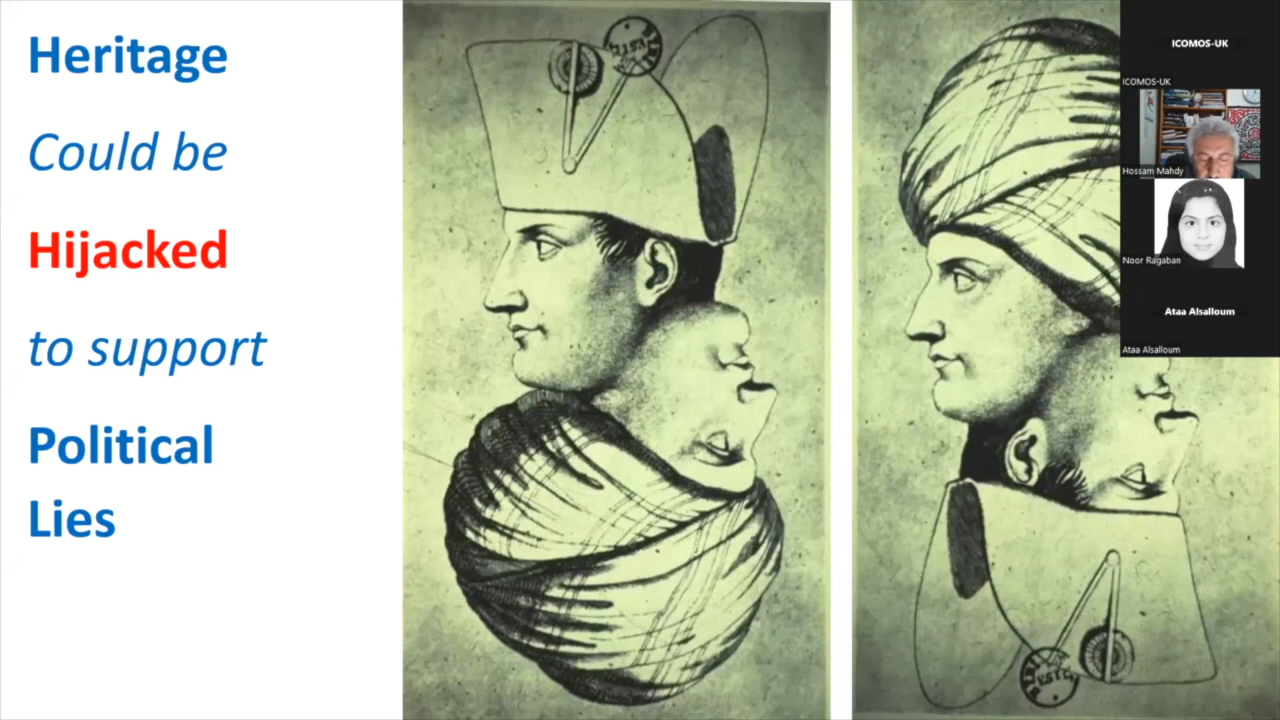 Heritage
Could be
Hijacked
to support
Political
Lies
ICOMOS-UK
ICOMOS-UK
Hossam Mahdy
Noor Ragaban
Ataa Alsalloum
Ataa Alsalloum